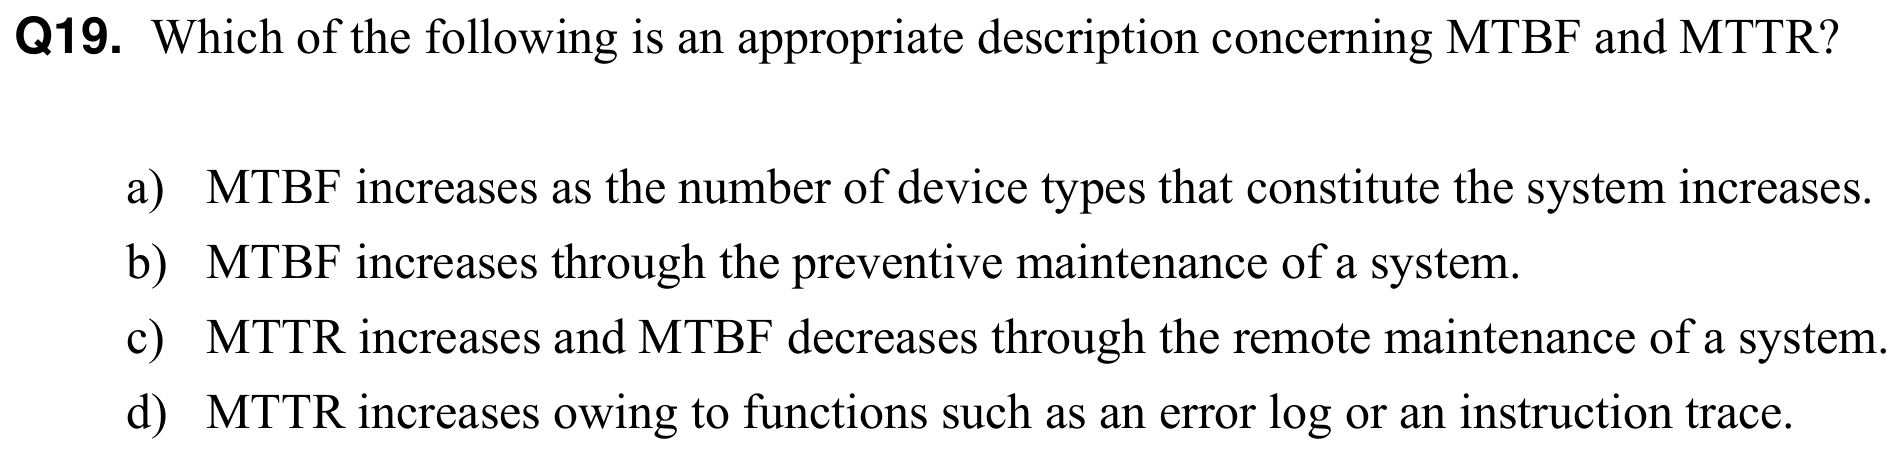 Q19. Which of the following is an appropriate description concerning MTBF and MTTR?
a) MTBF increases as the number of device types that constitute the system increases.
b) MTBF increases through the preventive maintenance of a system.
c) MTTR increases and MTBF decreases through the remote maintenance of a system.
d) MTTR increases owing to functions such as an error log or an instruction trace.